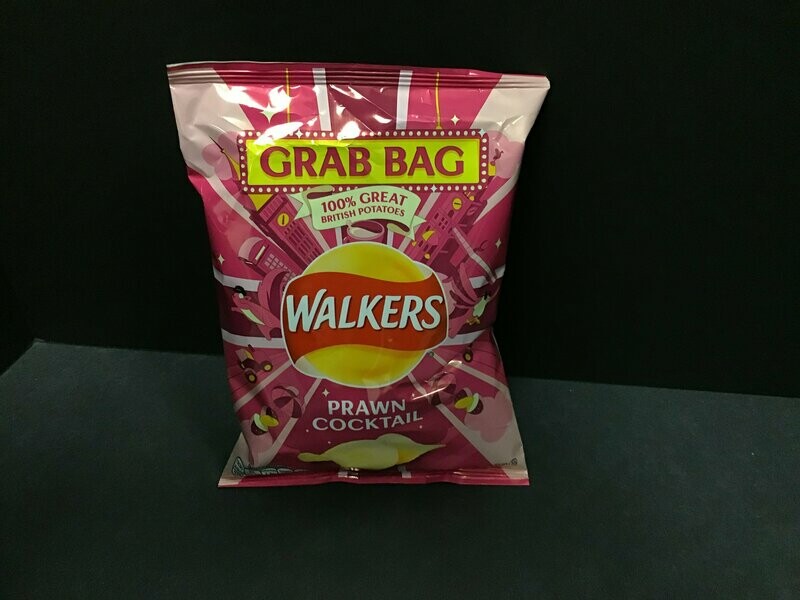 GRAB BAG
100% GREAT
BRITISH POTATOES
WALKERS
PRAWN
COCKTAIL